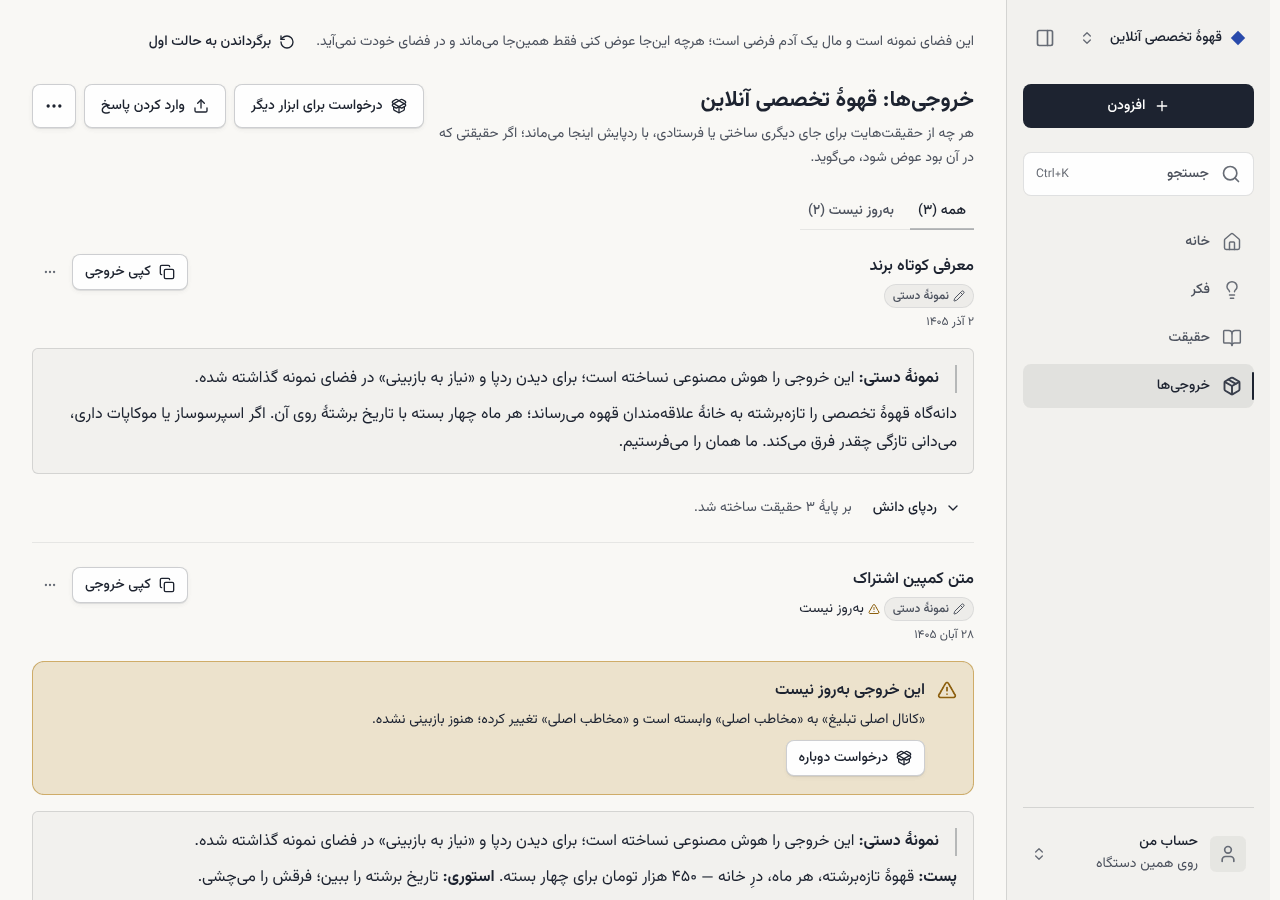 قهوهٔ تخصصی آنلاین
افزودن
جستجو
Ctrl+K
خانه
فکر
حقیقت
خروجی‌ها
حساب من
روی همین دستگاه
این فضای نمونه است و مال یک آدم فرضی است؛ هرچه این‌جا عوض کنی فقط همین‌جا می‌ماند و در فضای خودت نمی‌آید.
برگرداندن به حالت اول
خروجی‌ها: قهوهٔ تخصصی آنلاین
هر چه از حقیقت‌هایت برای جای دیگری ساختی یا فرستادی، با ردپایش اینجا می‌ماند؛ اگر حقیقتی که
در آن بود عوض شود، می‌گوید.
درخواست برای ابزار دیگر
وارد کردن پاسخ
همه (۳)
به‌روز نیست (۲)
معرفی کوتاه برند
نمونهٔ دستی
۲ آذر ۱۴۰۵
کپی خروجی
نمونهٔ دستی: این خروجی را هوش مصنوعی نساخته است؛ برای دیدن ردپا و «نیاز به بازبینی» در فضای نمونه گذاشته شده.
دانه‌گاه قهوهٔ تخصصی را تازه‌برشته به خانهٔ علاقه‌مندان قهوه می‌رساند؛ هر ماه چهار بسته با تاریخ برشتهٔ روی آن. اگر اسپرسوساز یا موکاپات داری،
می‌دانی تازگی چقدر فرق می‌کند. ما همان را می‌فرستیم.
ردپای دانش
بر پایهٔ ۳ حقیقت ساخته شد.
متن کمپین اشتراک
نمونهٔ دستی
به‌روز نیست
۲۸ آبان ۱۴۰۵
کپی خروجی
این خروجی به‌روز نیست
«کانال اصلی تبلیغ» به «مخاطب اصلی» وابسته است و «مخاطب اصلی» تغییر کرده؛ هنوز بازبینی نشده.
درخواست دوباره
نمونهٔ دستی: این خروجی را هوش مصنوعی نساخته است؛ برای دیدن ردپا و «نیاز به بازبینی» در فضای نمونه گذاشته شده.
پست: قهوهٔ تازه‌برشته، هر ماه، درِ خانه — ۴۵۰ هزار تومان برای چهار بسته. استوری: تاریخ برشته را ببین؛ فرقش را می‌چشی.